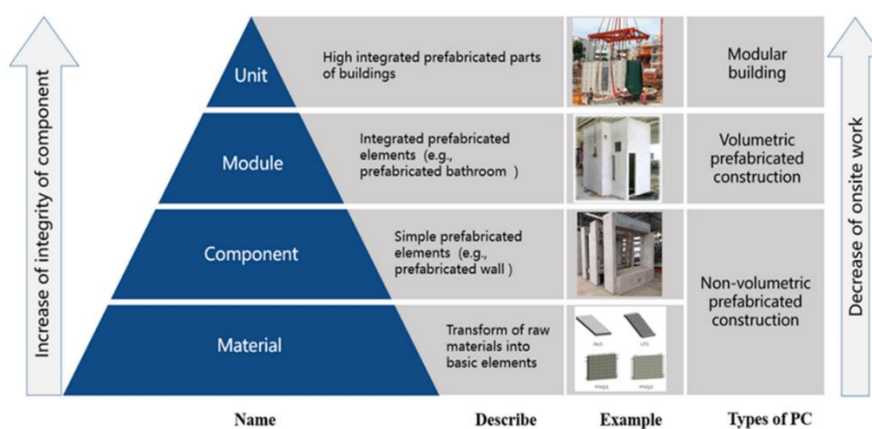 Increase of integrity of component
Unit
High integrated prefabricated parts
of buildings
Modular
building
Module
Integrated prefabricated
elements (e.g.,
prefabricated bathroom )
Volumetric
prefabricated
construction
Component
Simple prefabricated
elements (e.g.,
prefabricated wall )
Non-volumetric
prefabricated
construction
Material
Transform of raw
materials into
basic elements
Decrease of onsite work
Name
Describe
Example
Types of PC